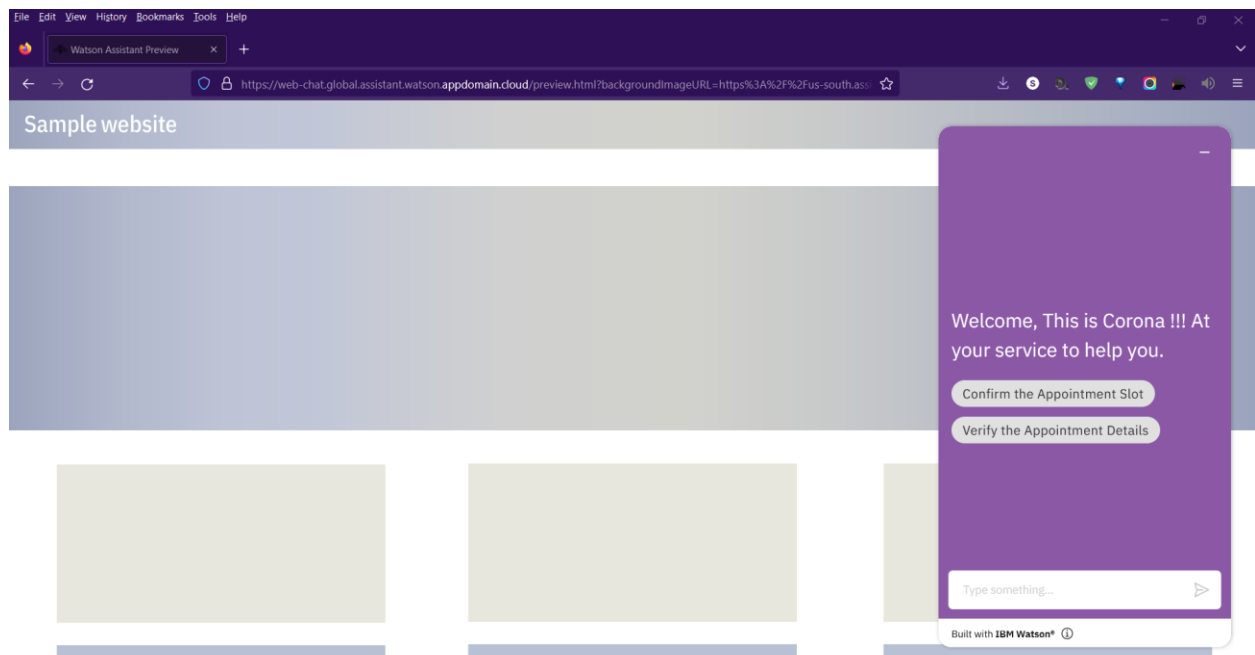 File Edit View History Bookmarks Tools Help
Watson Assistant Preview
https://web-chat.global.assistant.watson.appdomain.cloud/preview.html?backgroundImageURL=https%3A%2F%2Fus-south.ass
Sample website
Welcome, This is Corona !!! At
your service to help you.
Confirm the Appointment Slot
Verify the Appointment Details
Type something...
Built with IBM Watson®